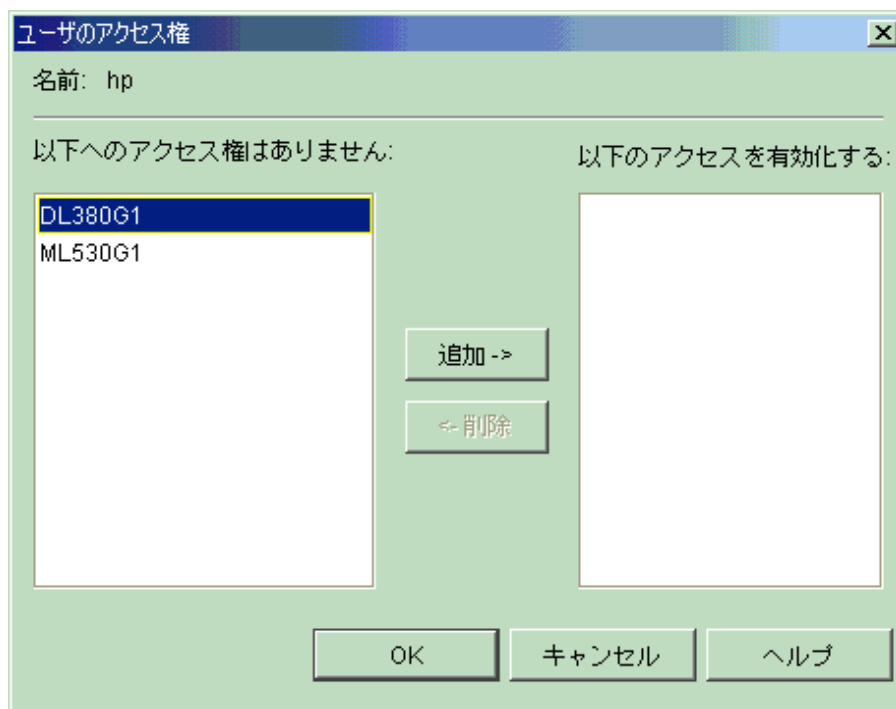 ユーザのアクセス権
名前: hp
以下へのアクセス権はありません:
以下のアクセスを有効化する:
DL380G1
ML530G1
追加 ->
<- 削除
OK
キャンセル
ヘルプ